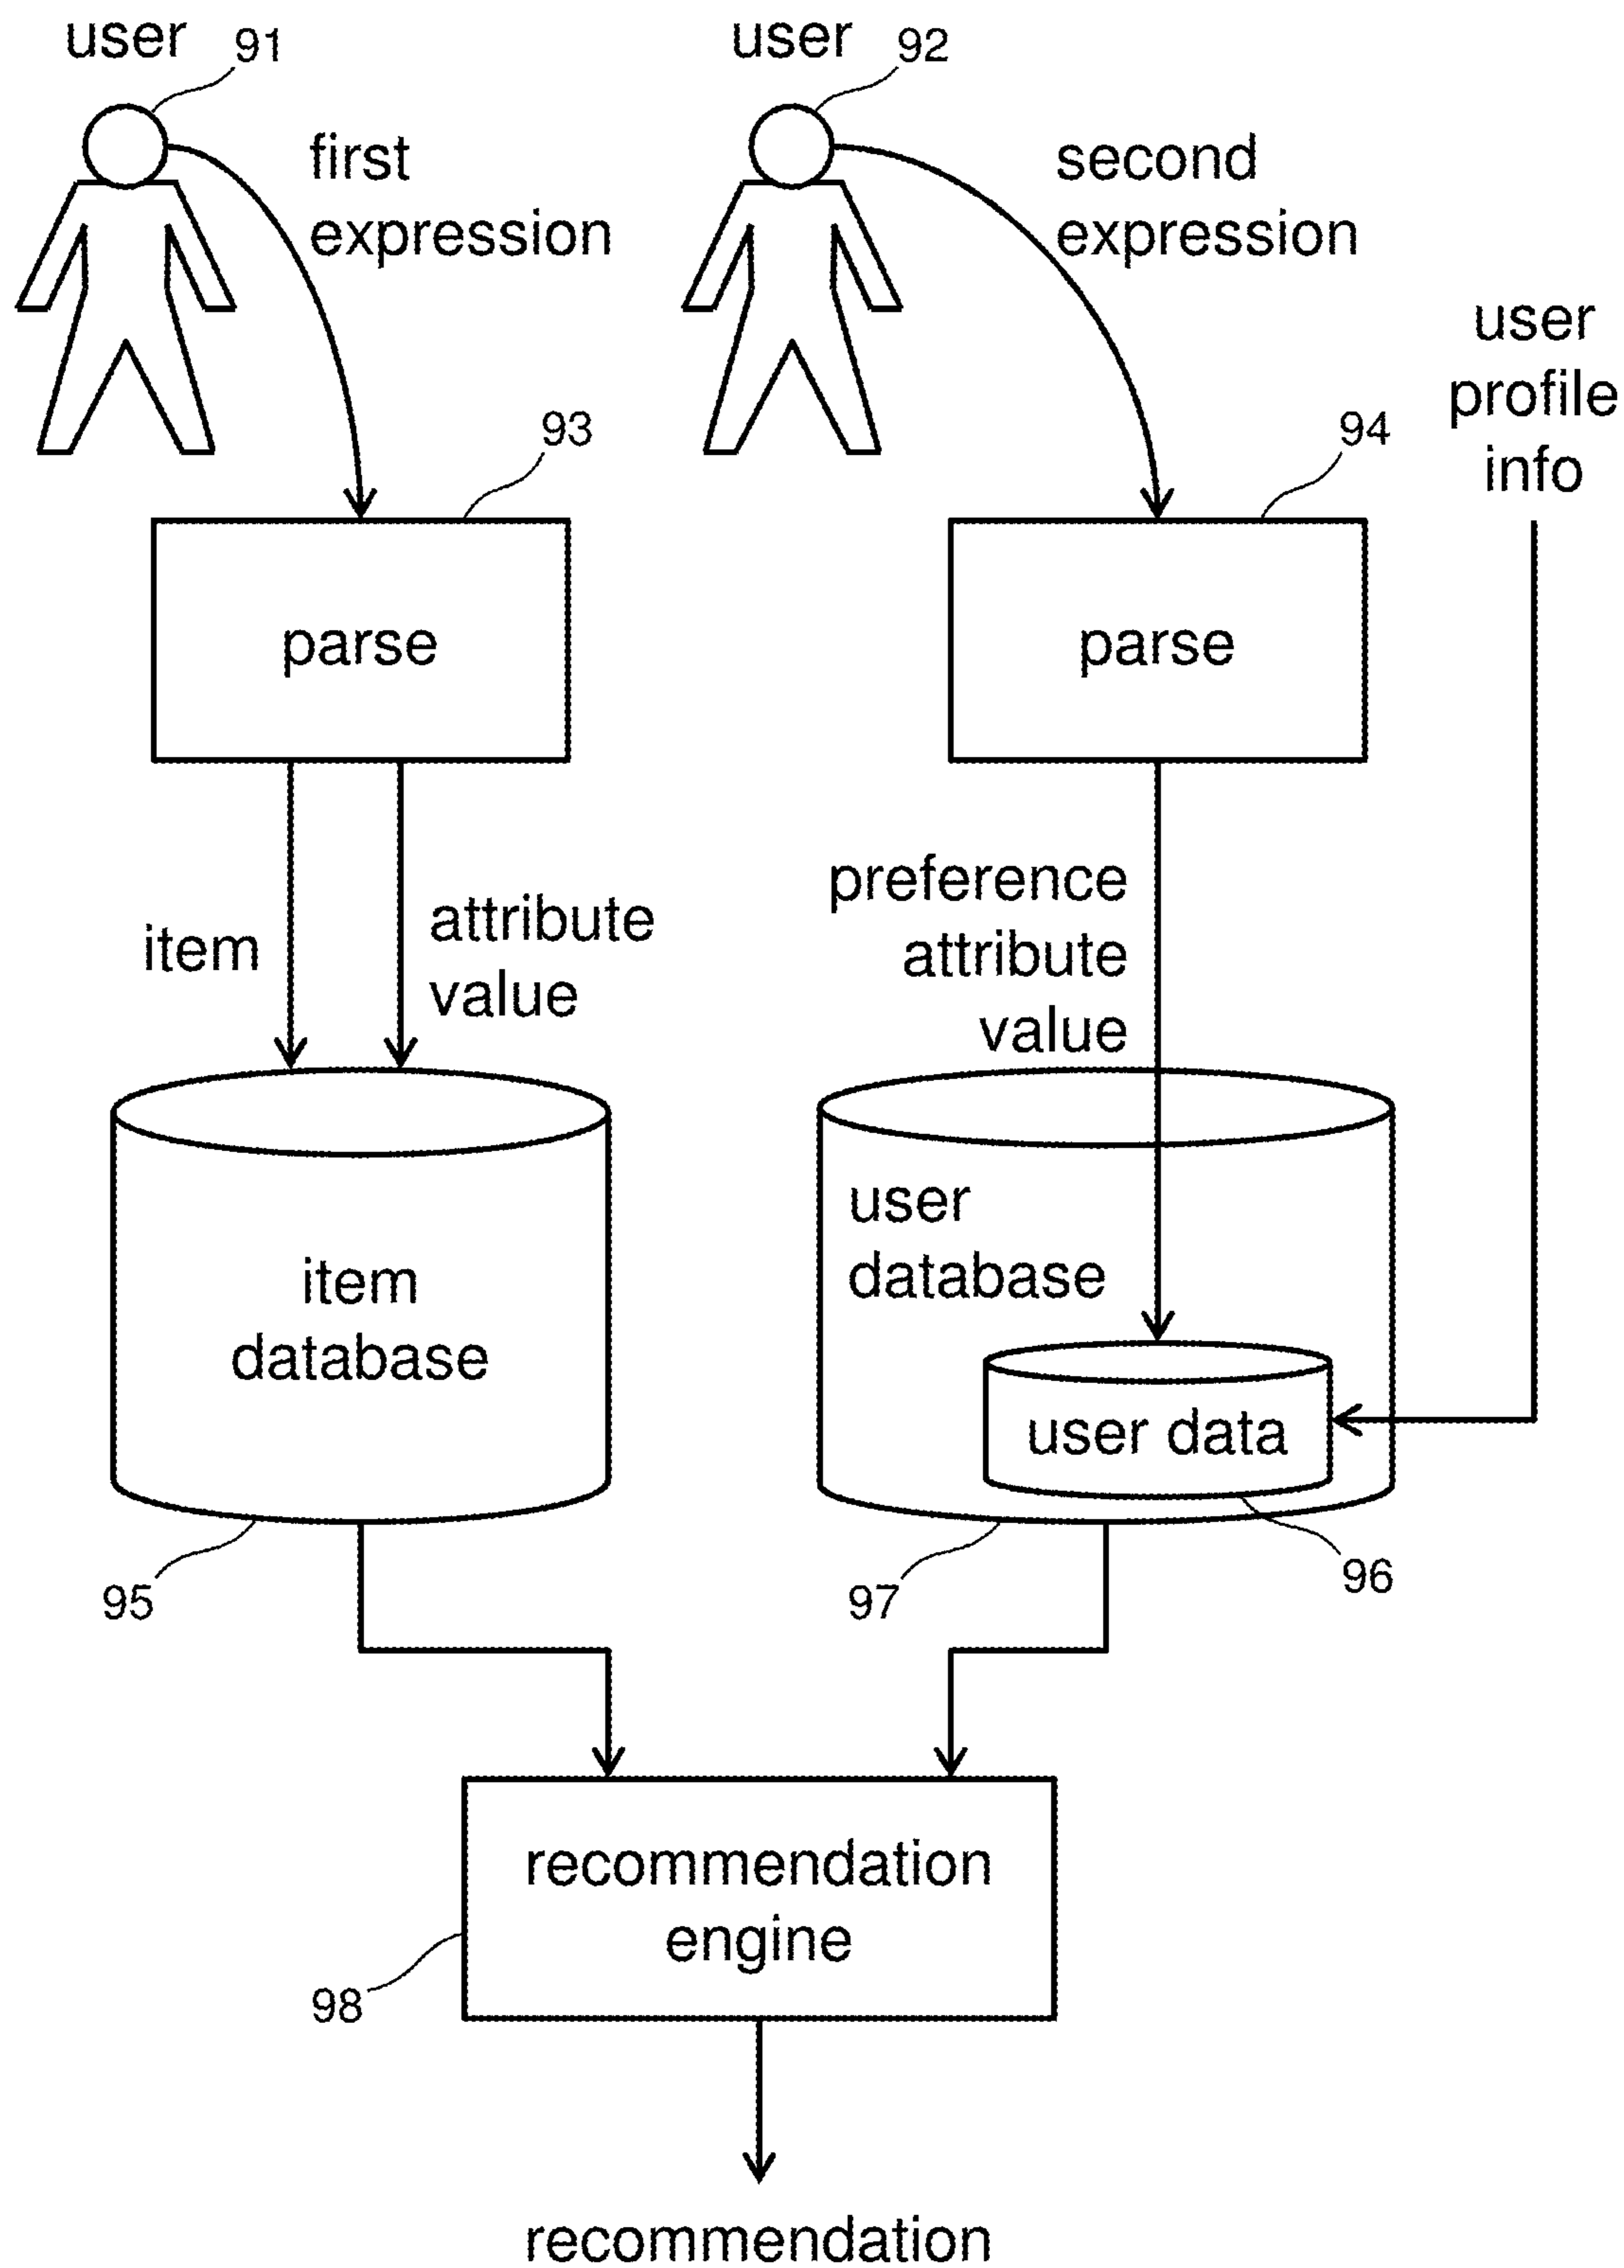 user 91
user 92
first
expression
second
expression
user
profile
info
93
94
parse
parse
item
attribute
value
preference
attribute
value
item
database
user
database
user data
95
97
96
recommendation
engine
98
recommendation